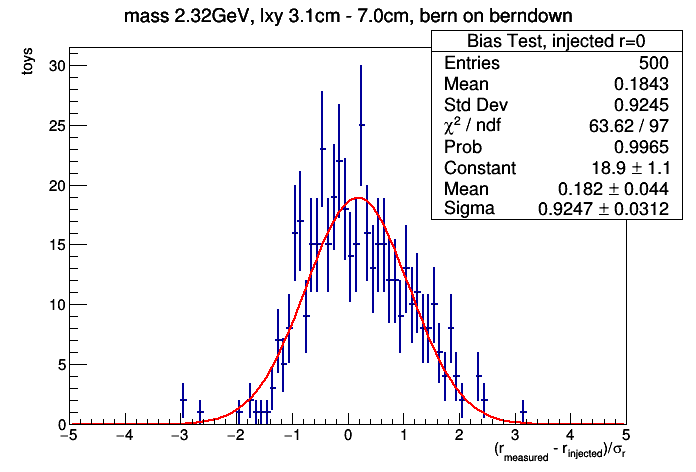 mass 2.32GeV, lxy 3.1cm - 7.0cm, bern on berndown
Bias Test, injected r=0
Entries 500
Mean 0.1843
Std Dev 0.9245
χ² / ndf 63.62 / 97
Prob 0.9965
Constant 18.9 ± 1.1
Mean 0.182 ± 0.044
Sigma 0.9247 ± 0.0312
toys
30
25
20
15
10
5
0
−5 −4 −3 −2 −1 0 1 2 3 4 5
(r_measured - r_injected)/σ_r